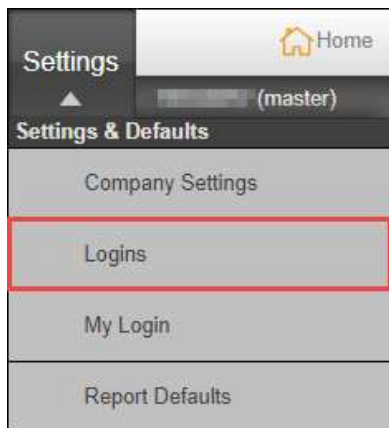 Settings
Home
(master)
Settings & Defaults
Company Settings
Logins
My Login
Report Defaults